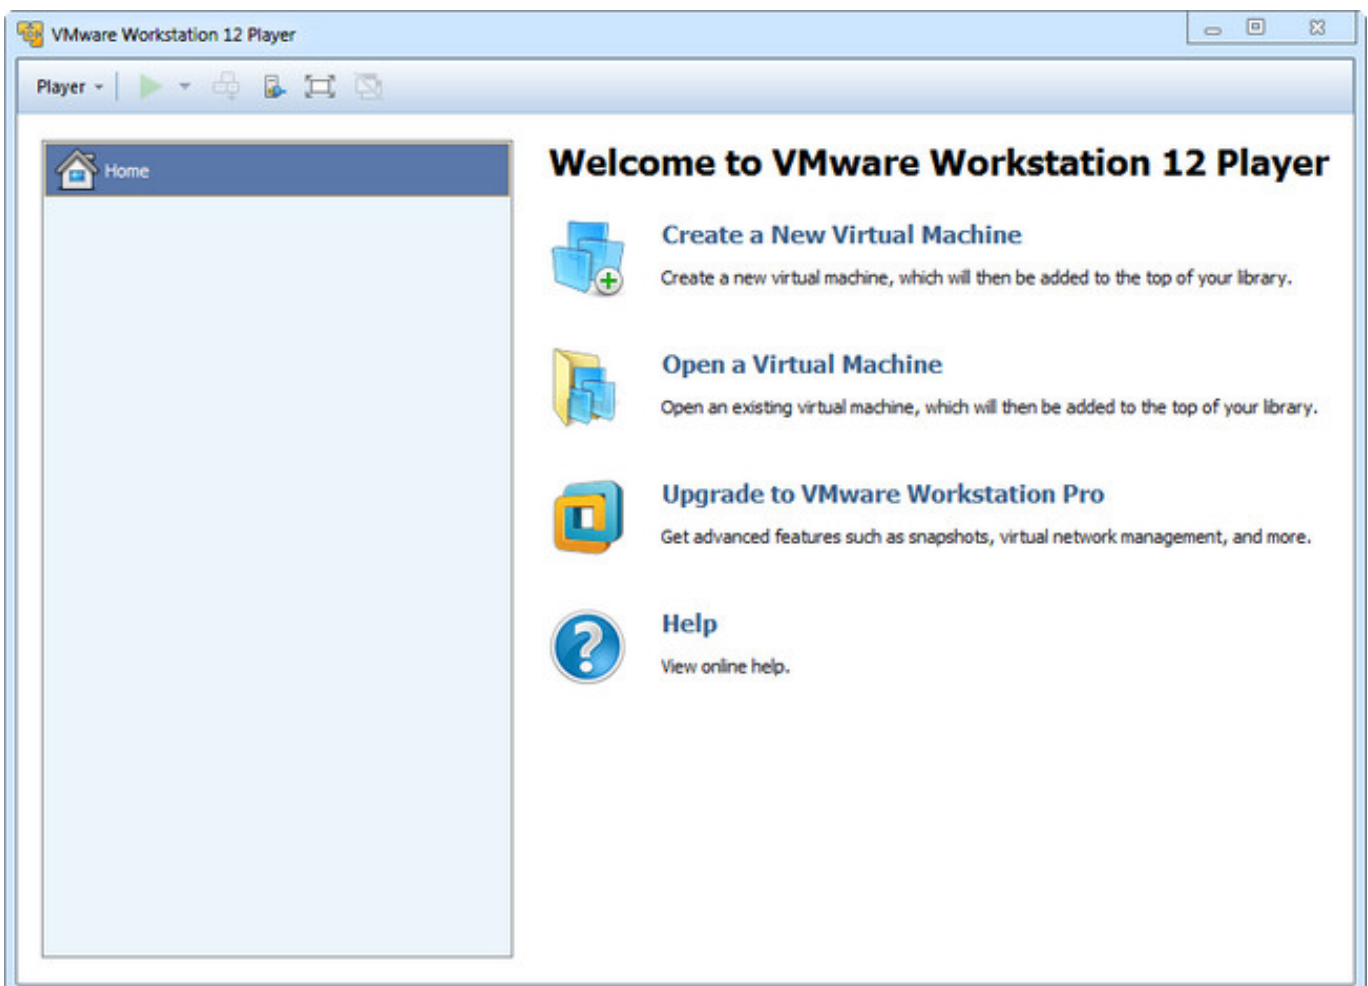 VMware Workstation 12 Player
Player
Home
Welcome to VMware Workstation 12 Player
Create a New Virtual Machine
Create a new virtual machine, which will then be added to the top of your library.
Open a Virtual Machine
Open an existing virtual machine, which will then be added to the top of your library.
Upgrade to VMware Workstation Pro
Get advanced features such as snapshots, virtual network management, and more.
Help
View online help.